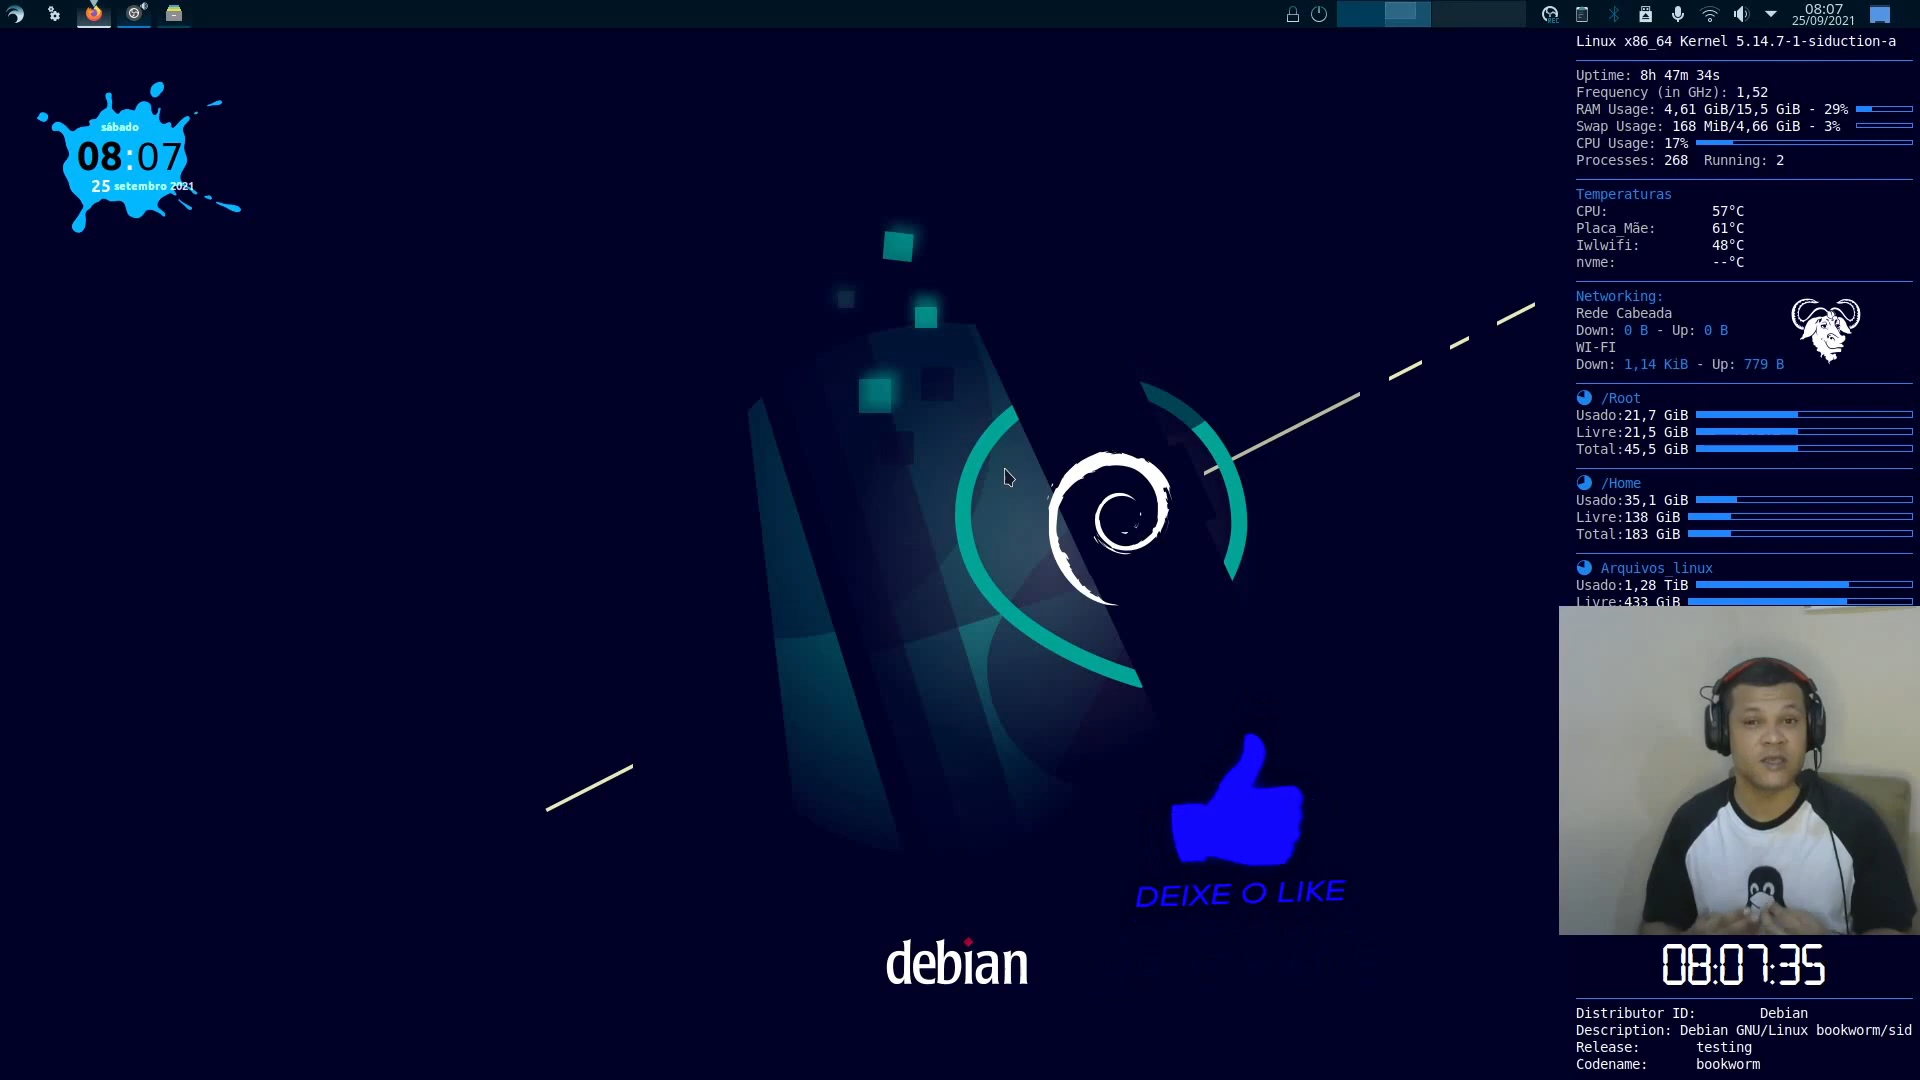 08:07
25/09/2021
REC
sábado
08:07
25 setembro 2021
Linux x86_64 Kernel 5.14.7-1-siduction-a
Uptime: 8h 47m 34s
Frequency (in GHz): 1,52
RAM Usage: 4,61 GiB/15,5 GiB - 29%
Swap Usage: 168 MiB/4,66 GiB - 3%
CPU Usage: 17%
Processes: 268 Running: 2
Temperaturas
CPU: 57°C
Placa_Mãe: 61°C
Iwlwifi: 48°C
nvme: --°C
Networking:
Rede Cabeada
Down: 0 B - Up: 0 B
WI-FI
Down: 1,14 KiB - Up: 779 B
/Root
Usado:21,7 GiB
Livre:21,5 GiB
Total:45,5 GiB
/Home
Usado:35,1 GiB
Livre:138 GiB
Total:183 GiB
Arquivos_linux
Usado:1,28 TiB
Livre:433 GiB
DEIXE O LIKE
debian
08:07:35
Distributor ID: Debian
Description: Debian GNU/Linux bookworm/sid
Release: testing
Codename: bookworm